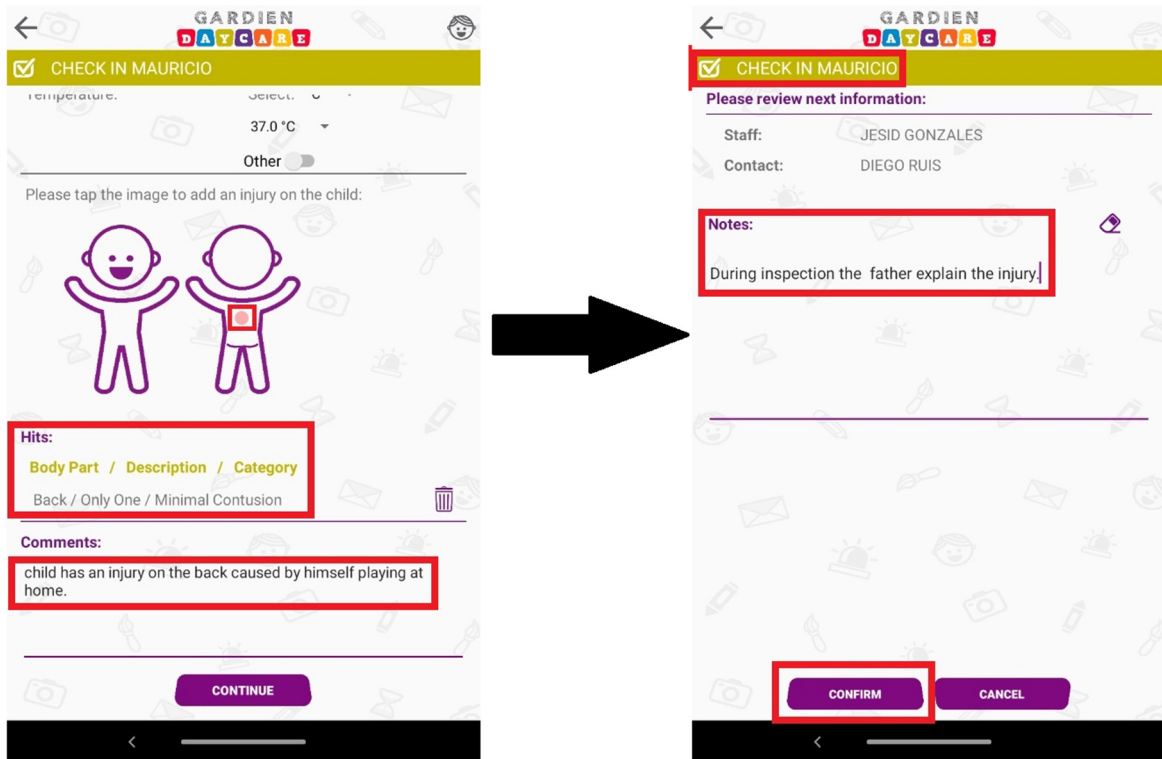 GARDIEN
DAYCARE
CHECK IN MAURICIO
Temperature: Select: °C
37.0 °C
Other
Please tap the image to add an injury on the child:
Hits:
Body Part / Description / Category
Back / Only One / Minimal Contusion
Comments:
child has an injury on the back caused by himself playing at
home.
CONTINUE
GARDIEN
DAYCARE
CHECK IN MAURICIO
Please review next information:
Staff: JESID GONZALES
Contact: DIEGO RUIS
Notes:
During inspection the father explain the injury.
CONFIRM CANCEL